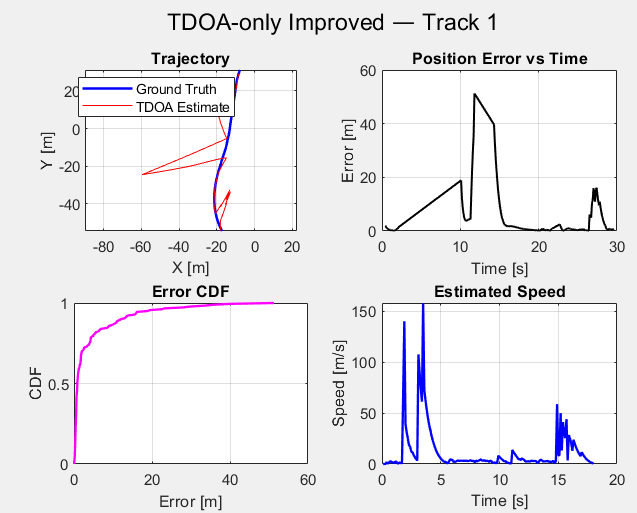 TDOA-only Improved — Track 1
Trajectory
Ground Truth
TDOA Estimate
20
0
-20
-40
Y [m]
-80 -60 -40 -20 0 20
X [m]
Position Error vs Time
60
40
20
0
Error [m]
0 10 20 30
Time [s]
Error CDF
1
0.5
0
CDF
0 20 40 60
Error [m]
Estimated Speed
150
100
50
0
Speed [m/s]
0 5 10 15 20
Time [s]